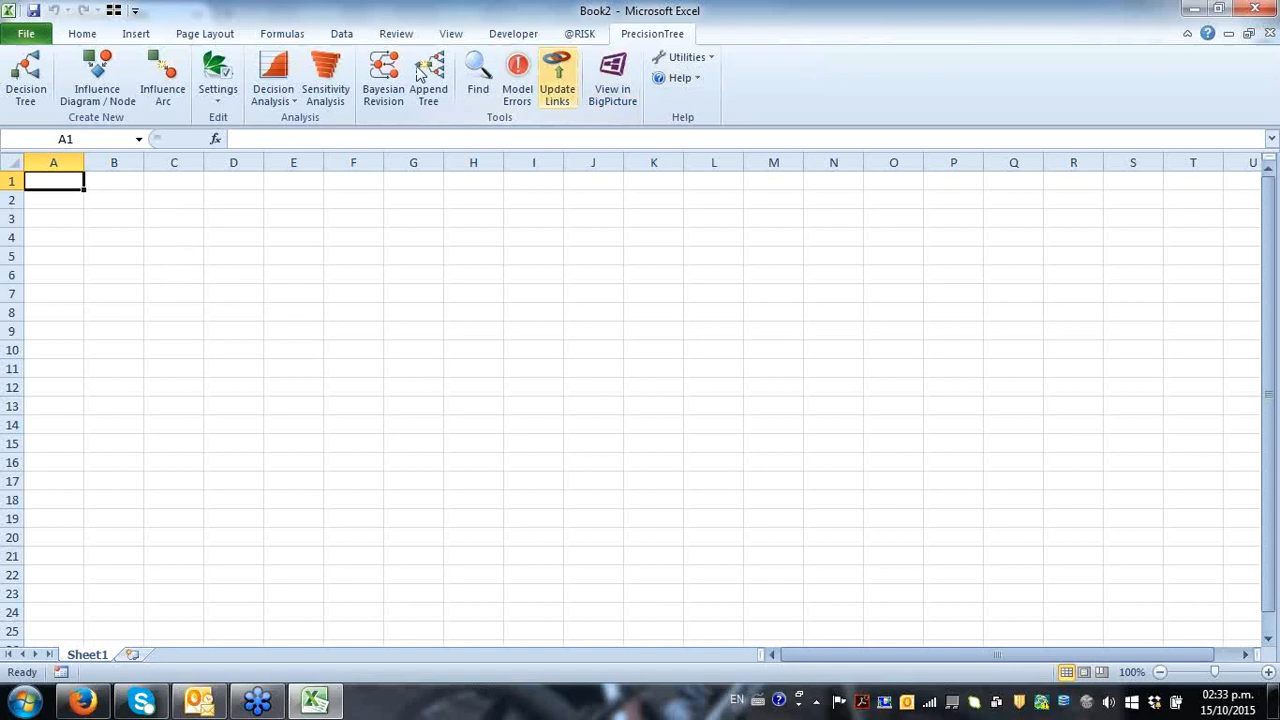 Book2 - Microsoft Excel
File Home Insert Page Layout Formulas Data Review View Developer @RISK PrecisionTree
Decision Tree
Influence Diagram / Node
Influence Arc
Settings
Decision Analysis
Sensitivity Analysis
Bayesian Revision
Append Tree
Find
Model Errors
Update Links
View in BigPicture
Utilities
Help
Create New Edit Analysis Tools Help
A1 fx
A B C D E F G H I J K L M N O P Q R S T U
1
2
3
4
5
6
7
8
9
10
11
12
13
14
15
16
17
18
19
20
21
22
23
24
25
Sheet1
Ready 100%
EN 02:33 p.m.
15/10/2015